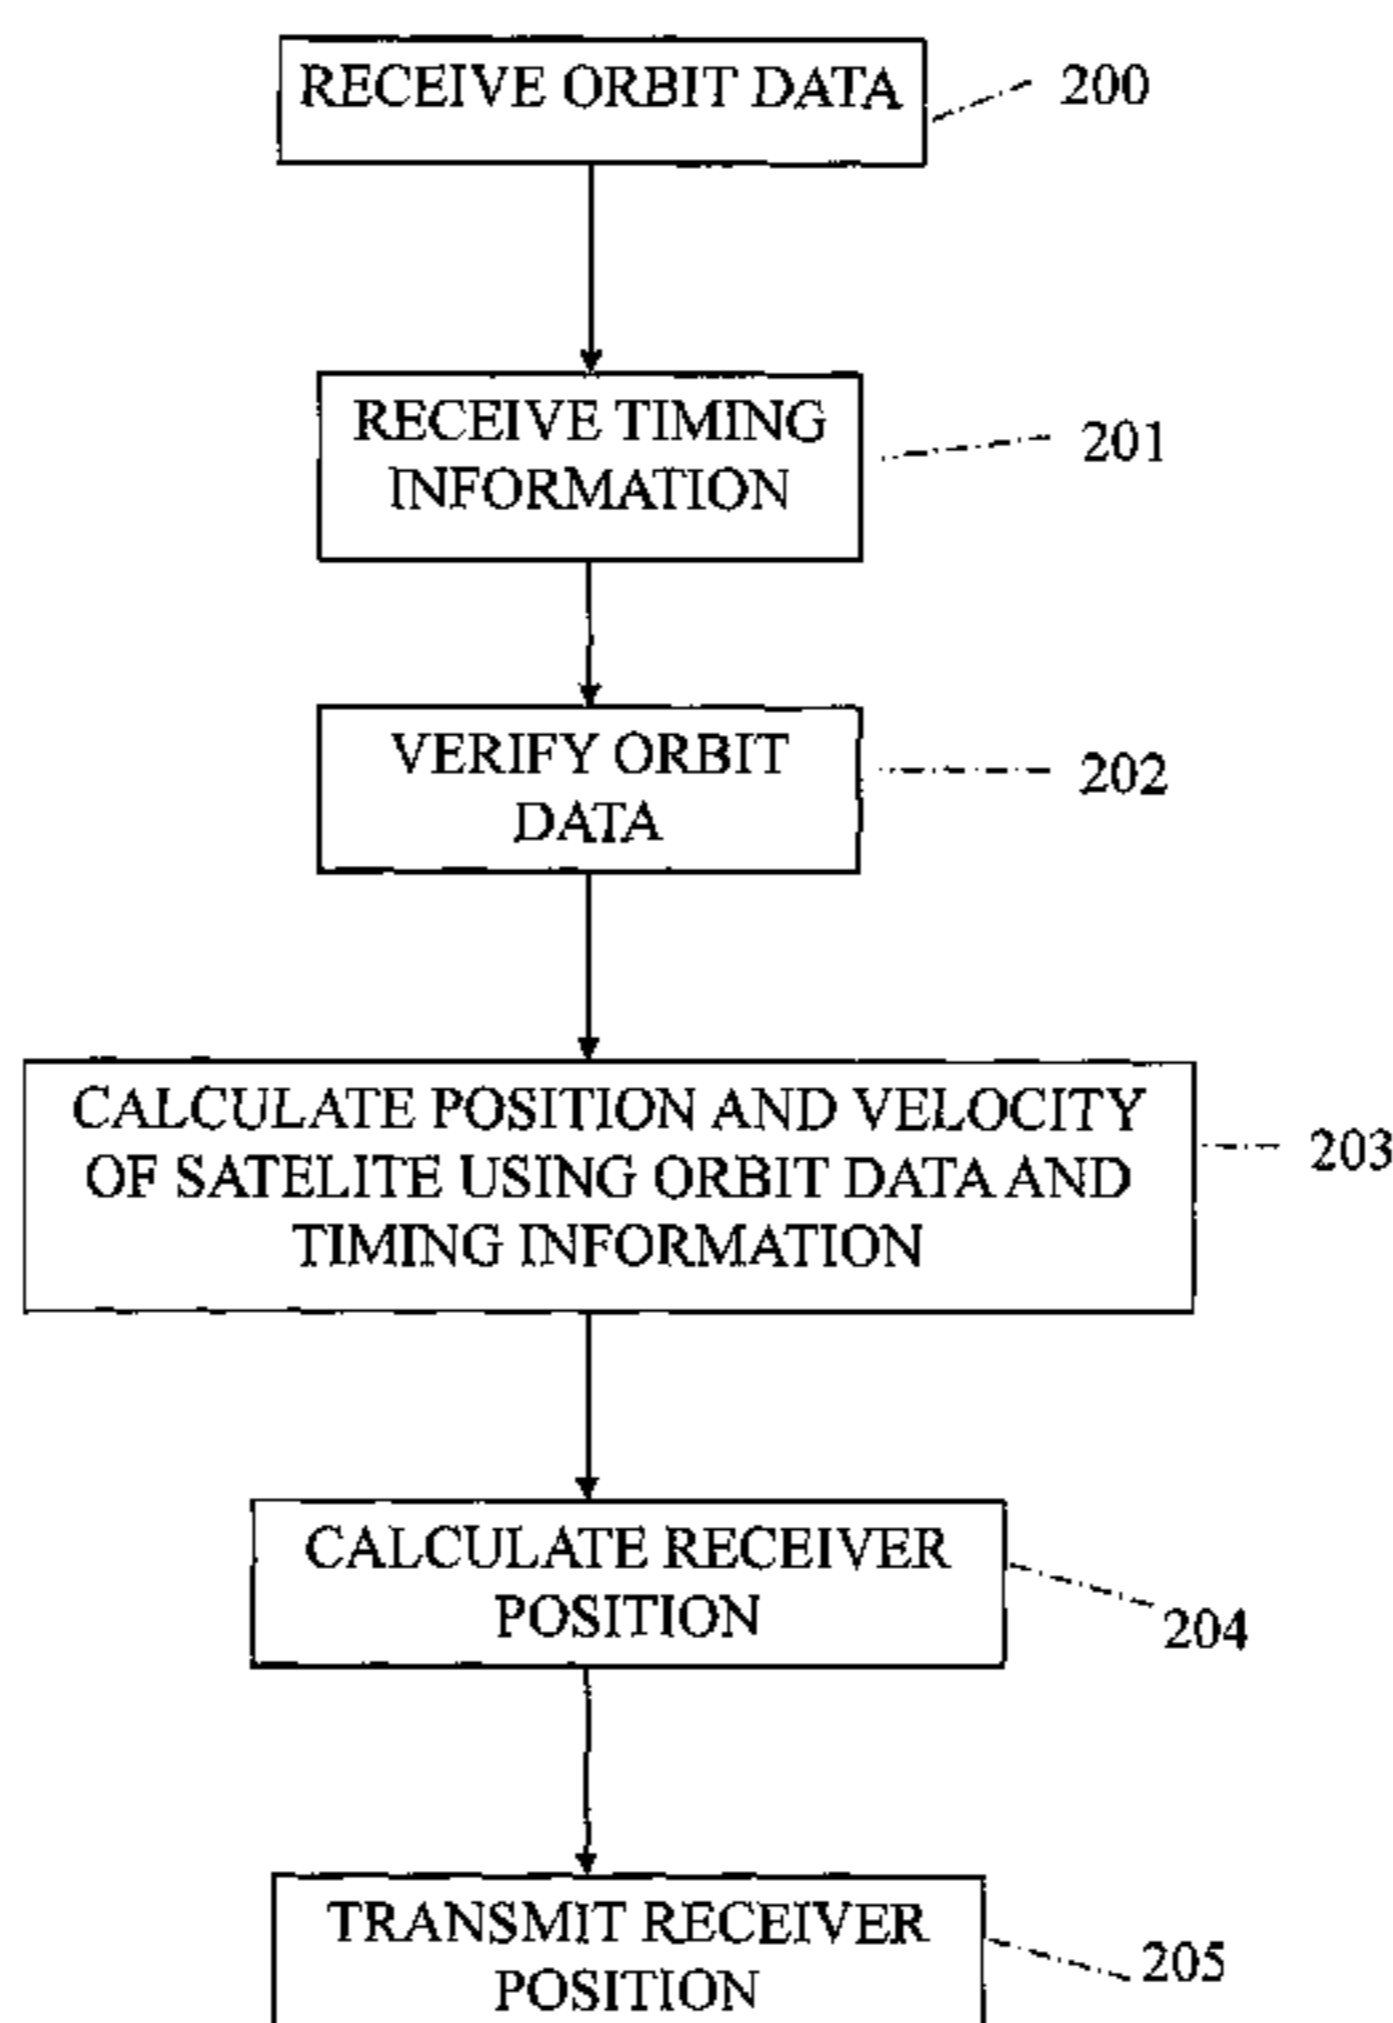 RECEIVE ORBIT DATA
200
RECEIVE TIMING
INFORMATION
201
VERIFY ORBIT
DATA
202
CALCULATE POSITION AND VELOCITY
OF SATELITE USING ORBIT DATA AND
TIMING INFORMATION
203
CALCULATE RECEIVER
POSITION
204
TRANSMIT RECEIVER
POSITION
205